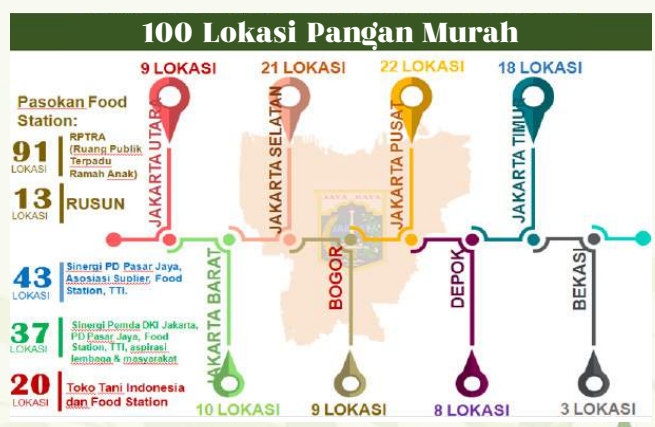 100 Lokasi Pangan Murah
9 LOKASI
21 LOKASI
22 LOKASI
18 LOKASI
Pasokan Food
Station:
91
LOKASI
RPTRA
(Ruang Publik
Terpadu
Ramah Anak)
13
LOKASI
RUSUN
JAKARTA UTARA
JAKARTA SELATAN
JAKARTA PUSAT
JAKARTA TIMUR
JAYA RAYA
43
LOKASI
Sinergi PD Pasar Jaya,
Asosiasi Suplier, Food
Station, TTI.
37
LOKASI
Sinergi Pemda DKI Jakarta,
PD Pasar Jaya, Food
Station, TTI, aspirasi
lembaga & masyarakat
20
LOKASI
Toko Tani Indonesia
dan Food Station
JAKARTA BARAT
BOGOR
DEPOK
BEKASI
10 LOKASI
9 LOKASI
8 LOKASI
3 LOKASI